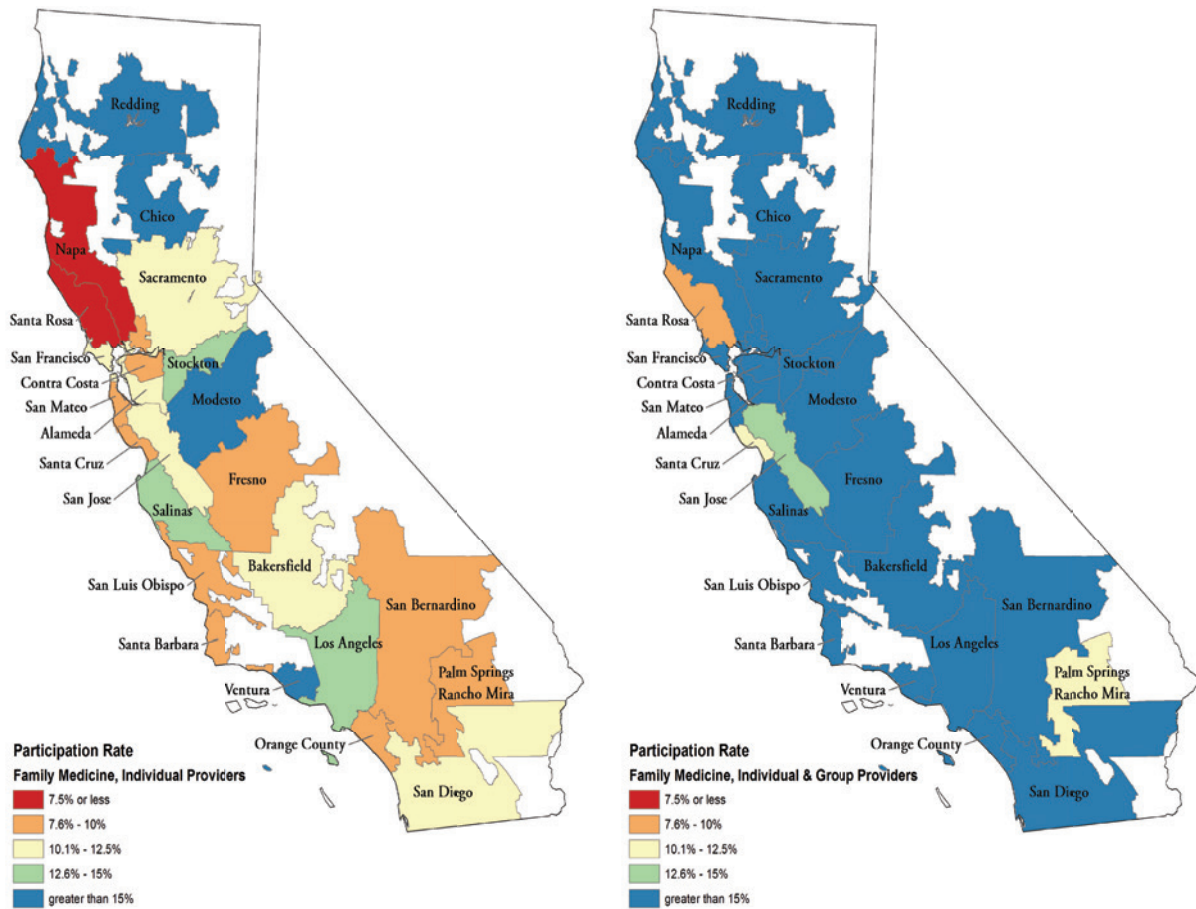 Redding
Chico
Napa
Sacramento
Santa Rosa
San Francisco
Stockton
Contra Costa
Modesto
San Mateo
Alameda
Santa Cruz
Fresno
San Jose
Salinas
Bakersfield
San Luis Obispo
San Bernardino
Santa Barbara
Los Angeles
Palm Springs
Rancho Mira
Ventura
Orange County
San Diego
Participation Rate
Family Medicine, Individual Providers
7.5% or less
7.6% - 10%
10.1% - 12.5%
12.6% - 15%
greater than 15%
Redding
Chico
Napa
Sacramento
Santa Rosa
San Francisco
Stockton
Contra Costa
Modesto
San Mateo
Alameda
Santa Cruz
Fresno
San Jose
Salinas
Bakersfield
San Luis Obispo
San Bernardino
Santa Barbara
Los Angeles
Palm Springs
Rancho Mira
Ventura
Orange County
San Diego
Participation Rate
Family Medicine, Individual & Group Providers
7.5% or less
7.6% - 10%
10.1% - 12.5%
12.6% - 15%
greater than 15%